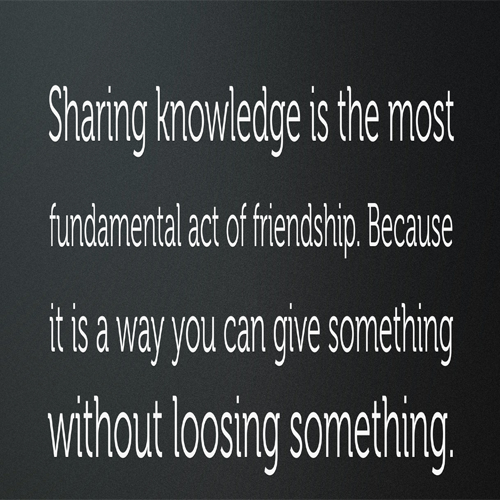 Sharing knowledge is the most
fundamental act of friendship. Because
it is a way you can give something
without loosing something.